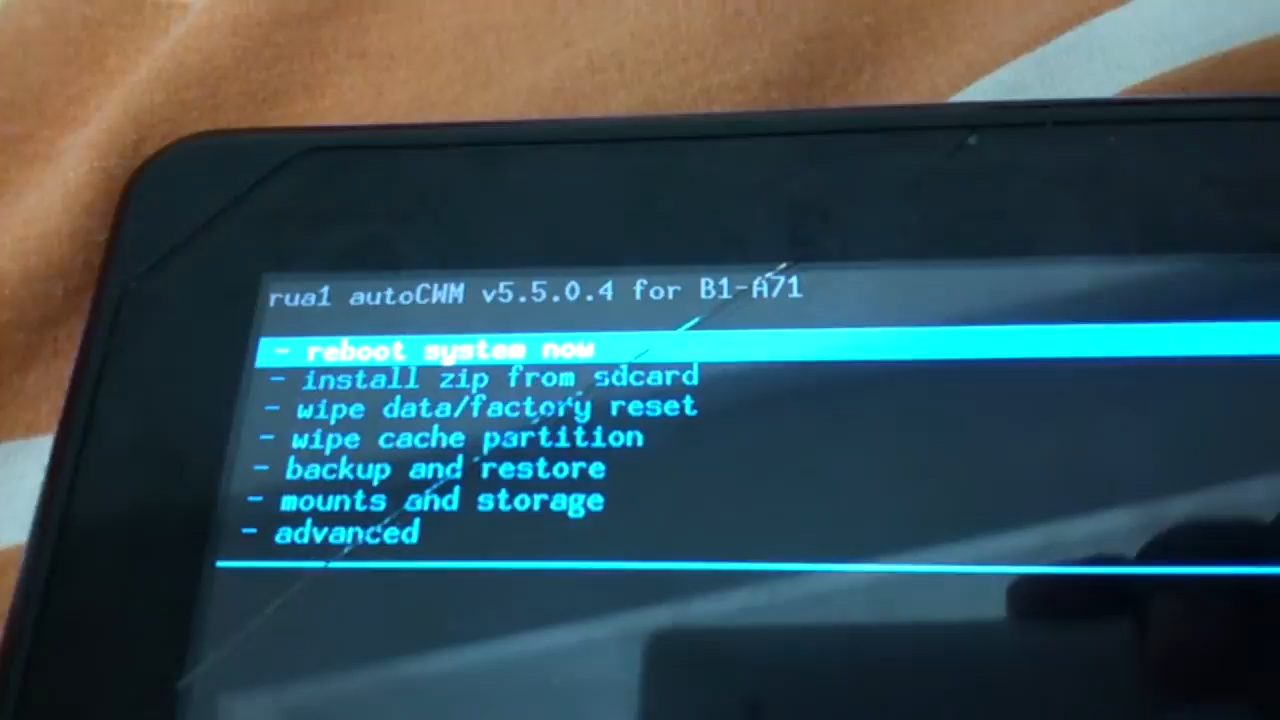 rua1 autoCWM v5.5.0.4 for B1-A71
- reboot system now
- install zip from sdcard
- wipe data/factory reset
- wipe cache partition
- backup and restore
- mounts and storage
- advanced